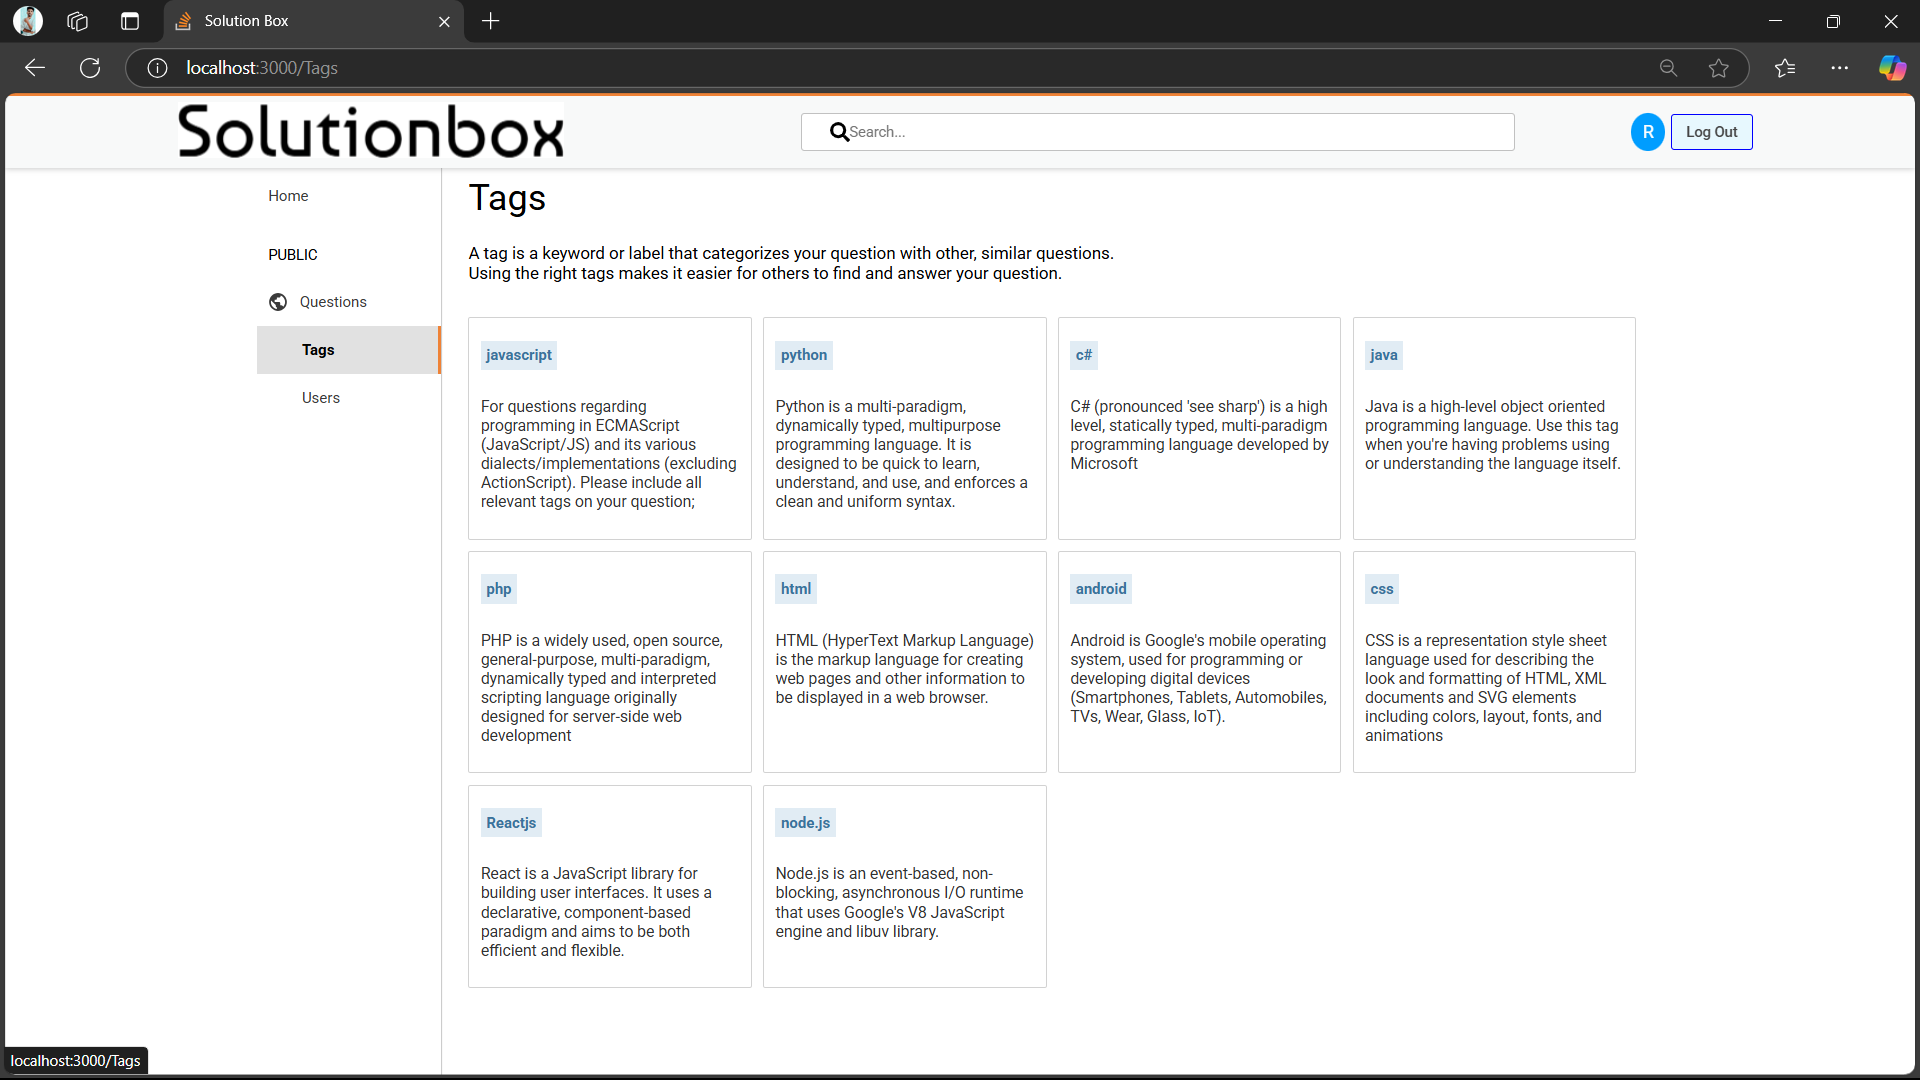 Solution Box
localhost:3000/Tags
Solutionbox
Search...
R
Log Out
Home
PUBLIC
Questions
Tags
Users
Tags
A tag is a keyword or label that categorizes your question with other, similar questions.
Using the right tags makes it easier for others to find and answer your question.
javascript
For questions regarding
programming in ECMAScript
(JavaScript/JS) and its various
dialects/implementations (excluding
ActionScript). Please include all
relevant tags on your question;
python
Python is a multi-paradigm,
dynamically typed, multipurpose
programming language. It is
designed to be quick to learn,
understand, and use, and enforces a
clean and uniform syntax.
c#
C# (pronounced 'see sharp') is a high
level, statically typed, multi-paradigm
programming language developed by
Microsoft
java
Java is a high-level object oriented
programming language. Use this tag
when you're having problems using
or understanding the language itself.
php
PHP is a widely used, open source,
general-purpose, multi-paradigm,
dynamically typed and interpreted
scripting language originally
designed for server-side web
development
html
HTML (HyperText Markup Language)
is the markup language for creating
web pages and other information to
be displayed in a web browser.
android
Android is Google's mobile operating
system, used for programming or
developing digital devices
(Smartphones, Tablets, Automobiles,
TVs, Wear, Glass, IoT).
css
CSS is a representation style sheet
language used for describing the
look and formatting of HTML, XML
documents and SVG elements
including colors, layout, fonts, and
animations
Reactjs
React is a JavaScript library for
building user interfaces. It uses a
declarative, component-based
paradigm and aims to be both
efficient and flexible.
node.js
Node.js is an event-based, non-
blocking, asynchronous I/O runtime
that uses Google's V8 JavaScript
engine and libuv library.
localhost:3000/Tags